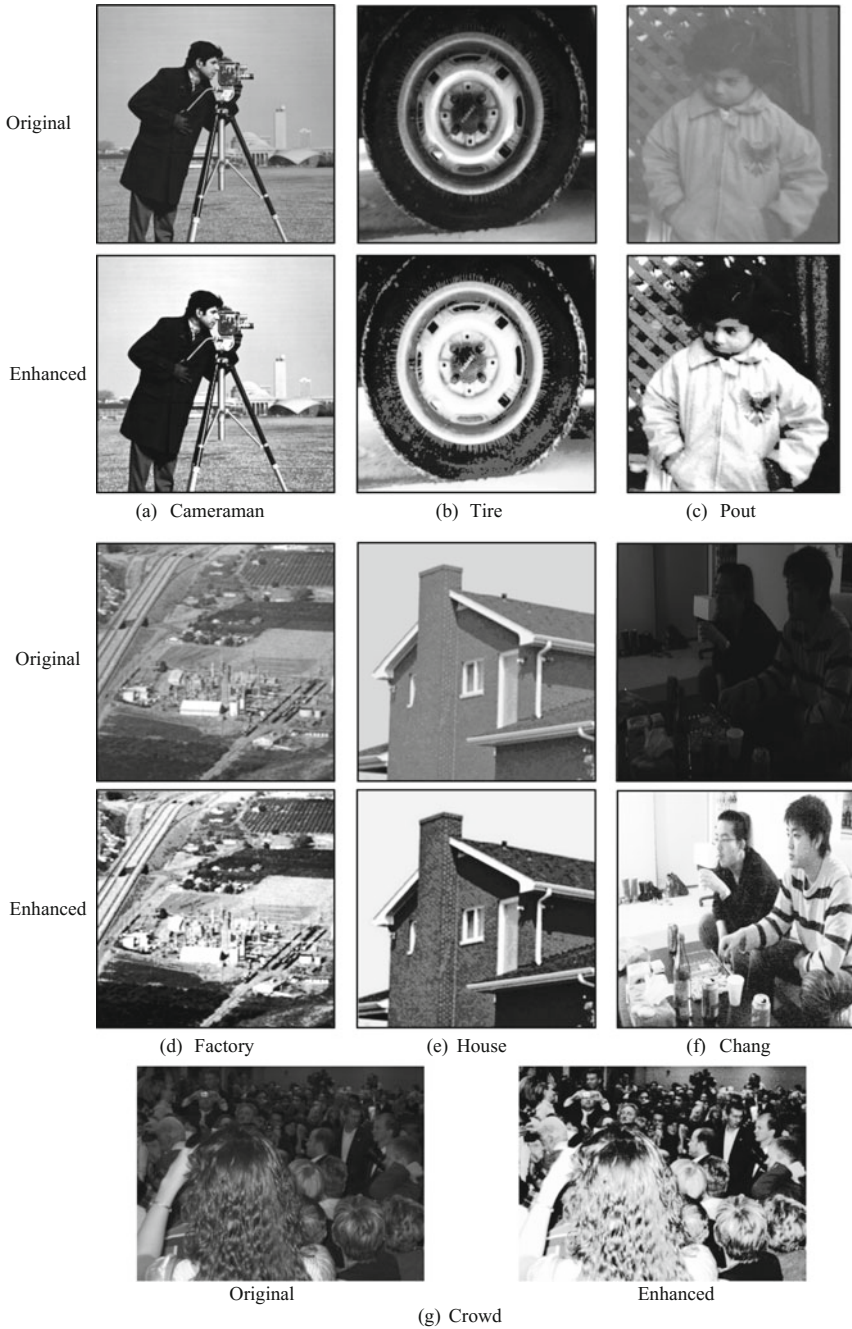 Original
Enhanced
(a) Cameraman
(b) Tire
(c) Pout
Original
Enhanced
(d) Factory
(e) House
(f) Chang
Original
Enhanced
(g) Crowd